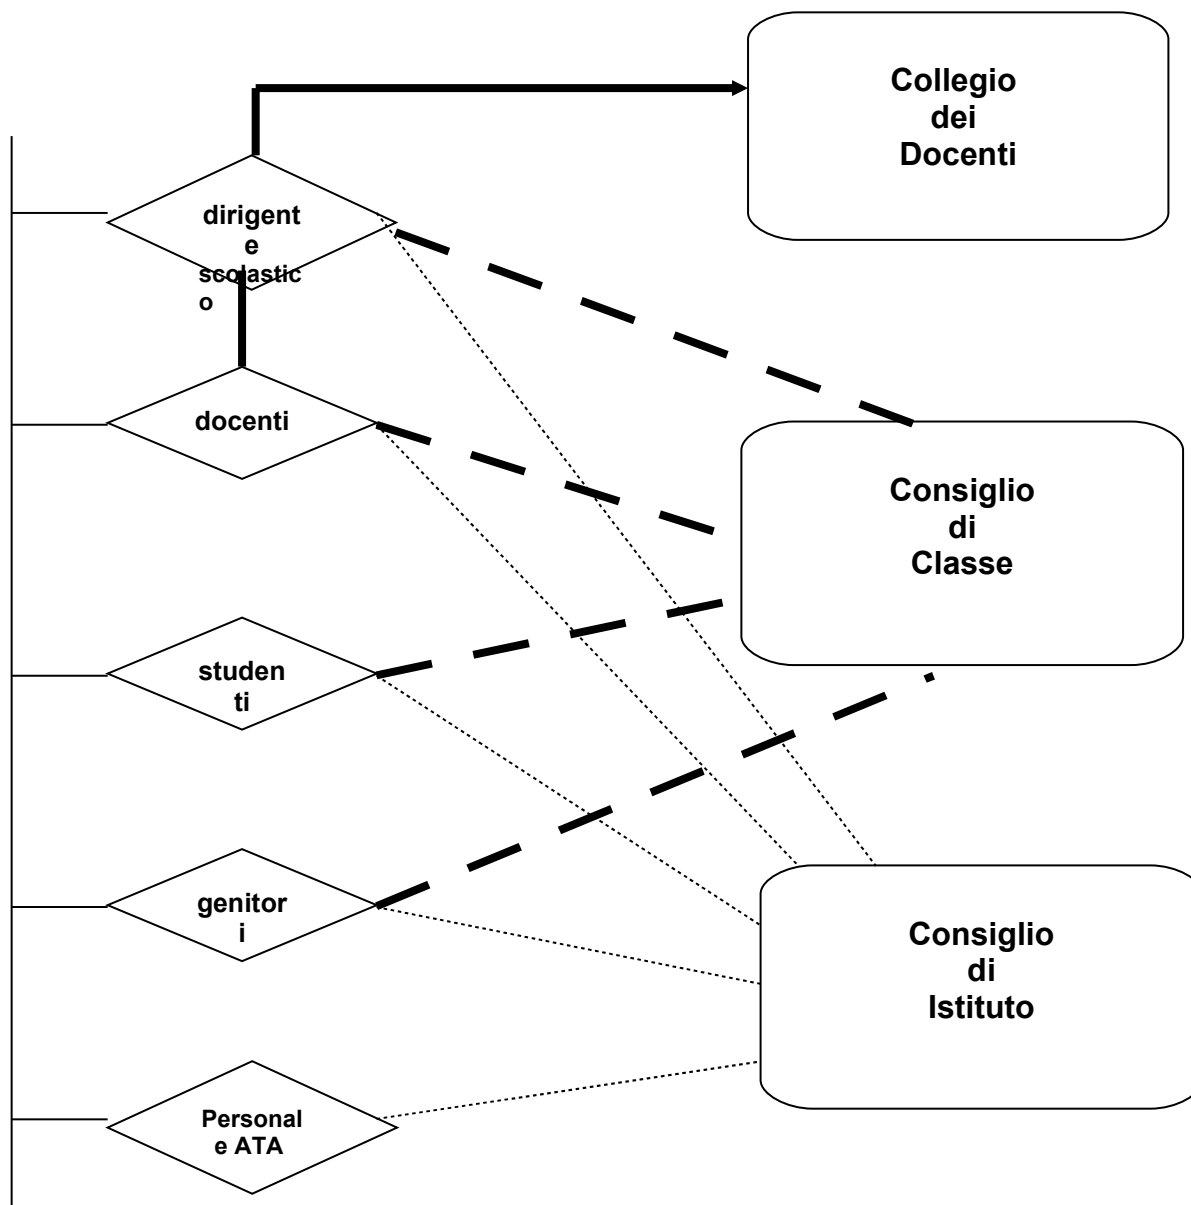 Collegio
dei
Docenti
dirigent
e
scolastic
o
docenti
Consiglio
di
Classe
studen
ti
genitor
i
Consiglio
di
Istituto
Personal
e ATA